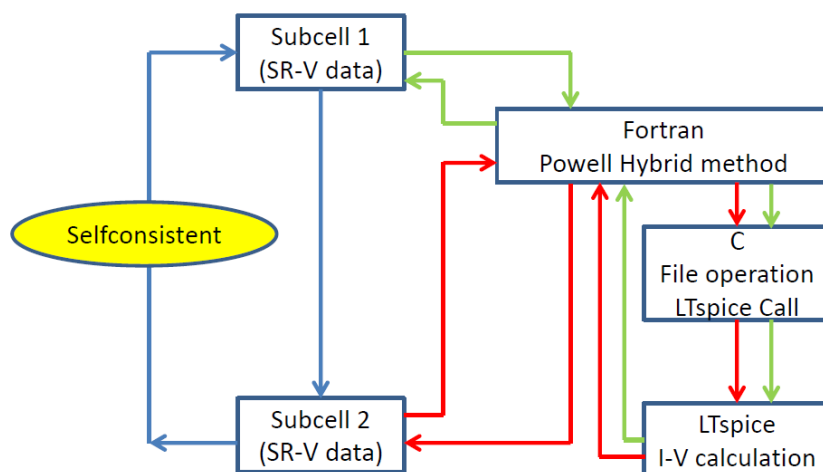 Subcell 1
(SR-V data)
Fortran
Powell Hybrid method
Selfconsistent
C
File operation
LTspice Call
Subcell 2
(SR-V data)
LTspice
I-V calculation